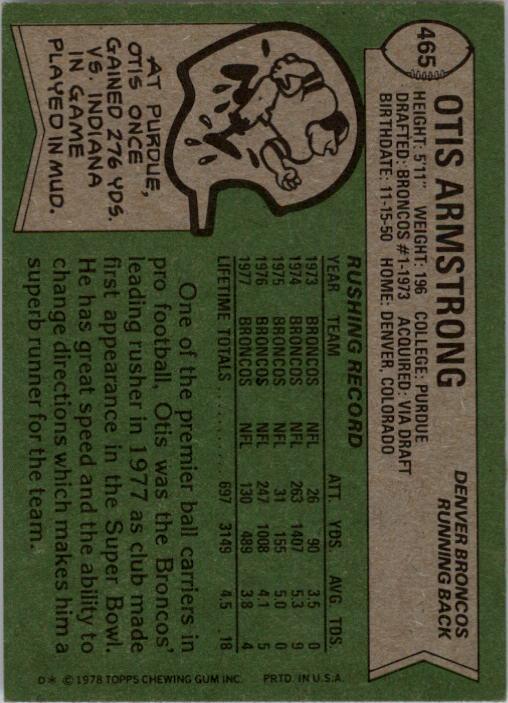 465
OTIS ARMSTRONG
DENVER BRONCOS
RUNNING BACK
HEIGHT: 5'11" WEIGHT: 196 COLLEGE: PURDUE
DRAFTED: BRONCOS #1-1973 ACQUIRED: VIA DRAFT
BIRTHDATE: 11-15-50 HOME: DENVER, COLORADO
AT PURDUE,
OTIS ONCE
GAINED 276 YDS.
VS. INDIANA
IN GAME
PLAYED IN MUD.
RUSHING RECORD
YEAR TEAM ATT. YDS. AVG. TDS.
1973 BRONCOS NFL 26 90 3.5 0
1974 BRONCOS NFL 263 1407 5.3 9
1975 BRONCOS NFL 31 155 5.0 0
1976 BRONCOS NFL 247 1008 4.1 5
1977 BRONCOS NFL 130 489 3.8 4
LIFETIME TOTALS . . . . . . . . 697 3149 4.5 18
One of the premier ball carriers in
pro football, Otis was the Broncos'
leading rusher in 1977 as club made
first appearance in the Super Bowl.
He has great speed and the ability to
change directions which makes him a
superb runner for the team.
D* © 1978 TOPPS CHEWING GUM INC. PRTD. IN U.S.A.